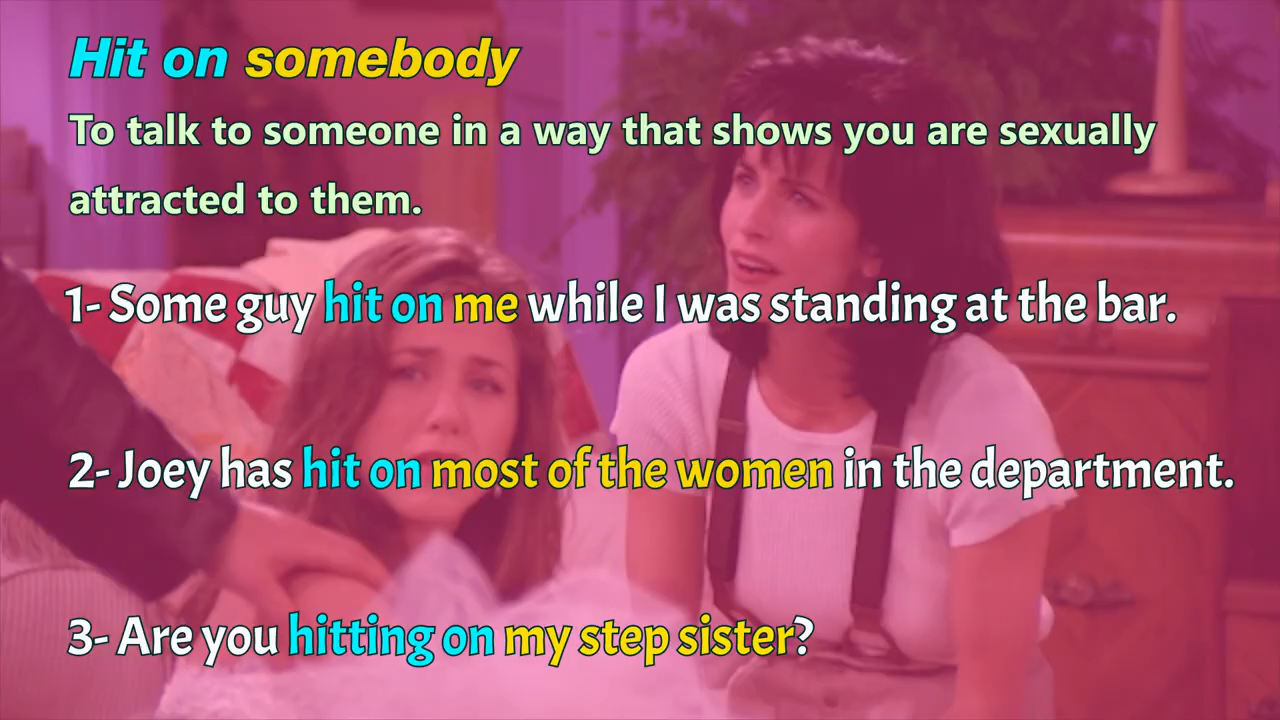 Hit on somebody
To talk to someone in a way that shows you are sexually
attracted to them.
1- Some guy hit on me while I was standing at the bar.
2- Joey has hit on most of the women in the department.
3- Are you hitting on my step sister?